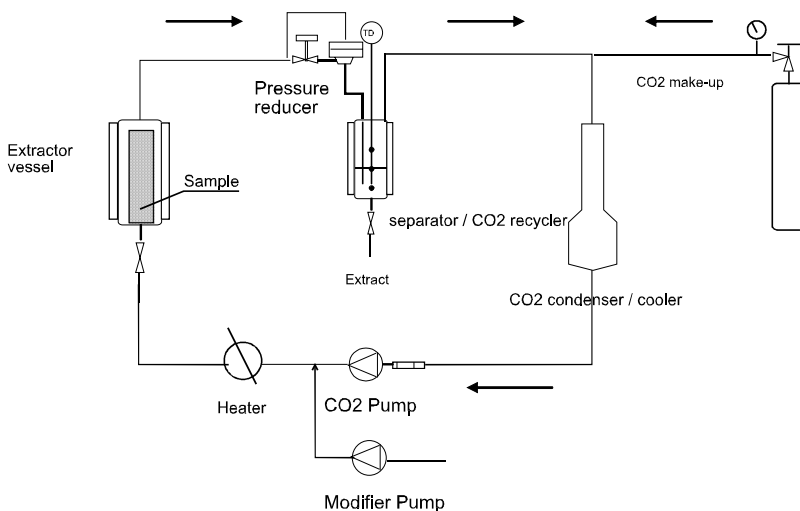 TD
CO2 make-up
Pressure
reducer
Extractor
vessel
Sample
separator / CO2 recycler
Extract
CO2 condenser / cooler
Heater
CO2 Pump
Modifier Pump